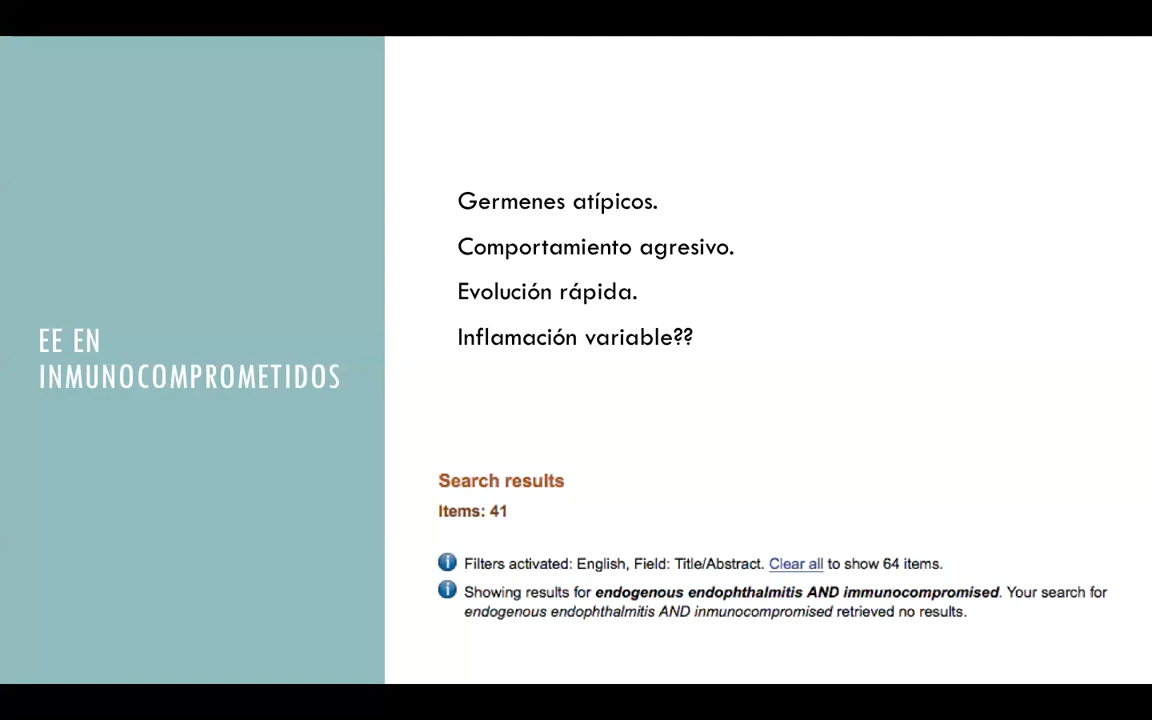 EE EN
INMUNOCOMPROMETIDOS
Germenes atípicos.
Comportamiento agresivo.
Evolución rápida.
Inflamación variable??
Search results
Items: 41
Filters activated: English, Field: Title/Abstract. Clear all to show 64 items.
Showing results for endogenous endophthalmitis AND immunocompromised. Your search for
endogenous endophthalmitis AND inmunocompromised retrieved no results.